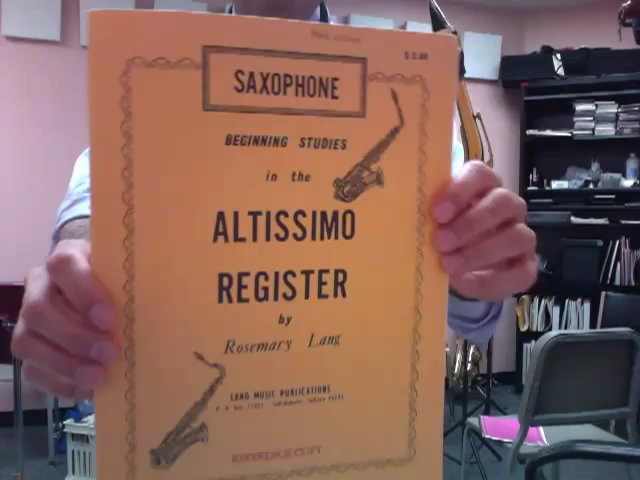 SAXOPHONE
BEGINNING STUDIES
in the
ALTISSIMO
REGISTER
by
Rosemary Lang
LANG MUSIC PUBLICATIONS
REFERENCE COPY